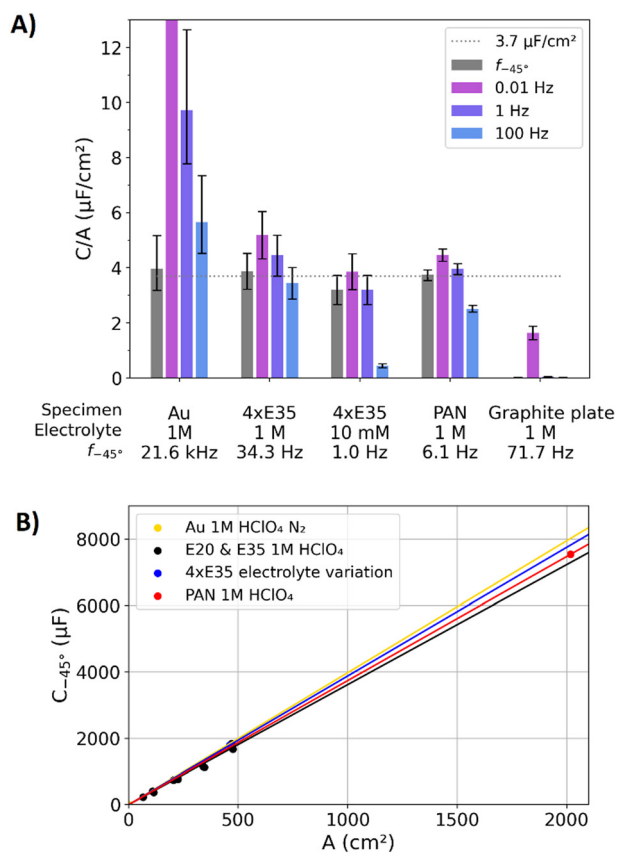 A)
3.7 µF/cm²
f₋₄₅°
0.01 Hz
1 Hz
100 Hz
C/A (µF/cm²)
12
10
8
6
4
2
0
Specimen Au 4xE35 4xE35 PAN Graphite plate
Electrolyte 1M 1 M 10 mM 1 M 1 M
f₋₄₅° 21.6 kHz 34.3 Hz 1.0 Hz 6.1 Hz 71.7 Hz
B)
Au 1M HClO₄ N₂
E20 & E35 1M HClO₄
4xE35 electrolyte variation
PAN 1M HClO₄
C₋₄₅° (µF)
8000
6000
4000
2000
0
0 500 1000 1500 2000
A (cm²)